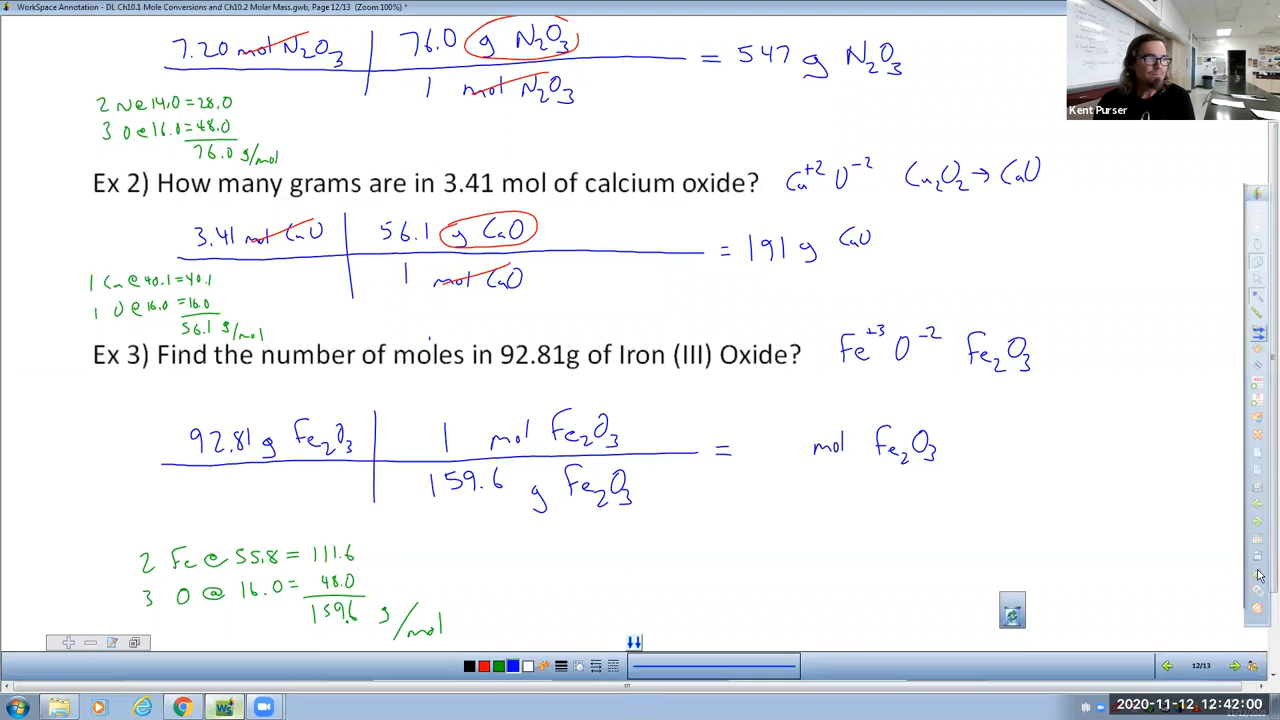 WorkSpace Annotation - DL Ch10.1 Mole Conversions and Ch10.2 Molar Mass.gwb, Page 12/13 (Zoom 100%) *
7.20 mol N₂O₃ 76.0 g N₂O₃ = 547 g N₂O₃
1 mol N₂O₃
Kent Purser
2 N @ 14.0 = 28.0
3 O @ 16.0 = 48.0
76.0 g/mol
Ex 2) How many grams are in 3.41 mol of calcium oxide? Ca⁺² O⁻² Ca₂O₂ → CaO
3.41 mol CaO 56.1 g CaO = 191 g CaO
1 mol CaO
1 Ca @ 40.1 = 40.1
1 O @ 16.0 = 16.0
56.1 g/mol
Ex 3) Find the number of moles in 92.81g of Iron (III) Oxide? Fe⁺³ O⁻² Fe₂O₃
92.81 g Fe₂O₃ 1 mol Fe₂O₃ = mol Fe₂O₃
159.6 g Fe₂O₃
2 Fe @ 55.8 = 111.6
3 O @ 16.0 = 48.0
159.6 g/mol
12/13
2020-11-12 12:42:00